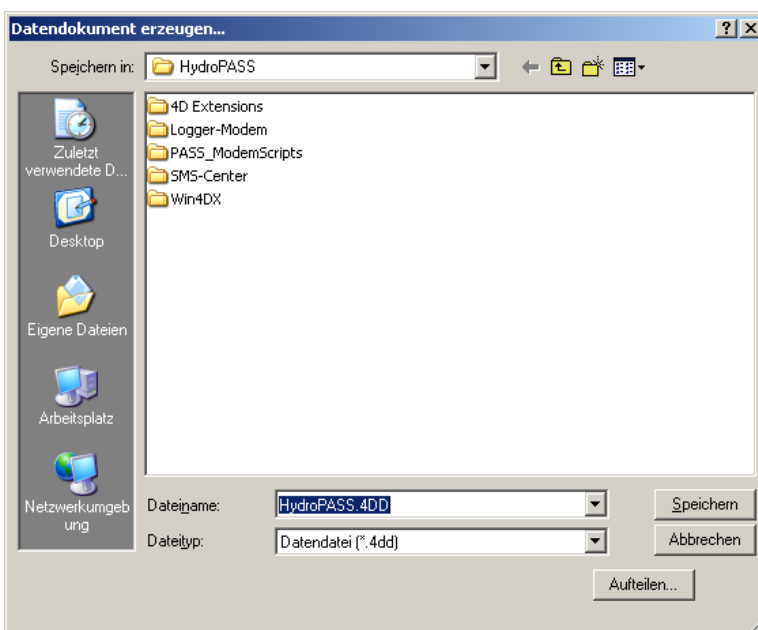 Datendokument erzeugen...
Speichern in:
HydroPASS
Zuletzt
verwendete D...
Desktop
Eigene Dateien
Arbeitsplatz
Netzwerkumgeb
ung
4D Extensions
Logger-Modem
PASS_ModemScripts
SMS-Center
Win4DX
Dateiname:
HydroPASS.4DD
Speichern
Dateityp:
Datendatei (*.4dd)
Abbrechen
Aufteilen...